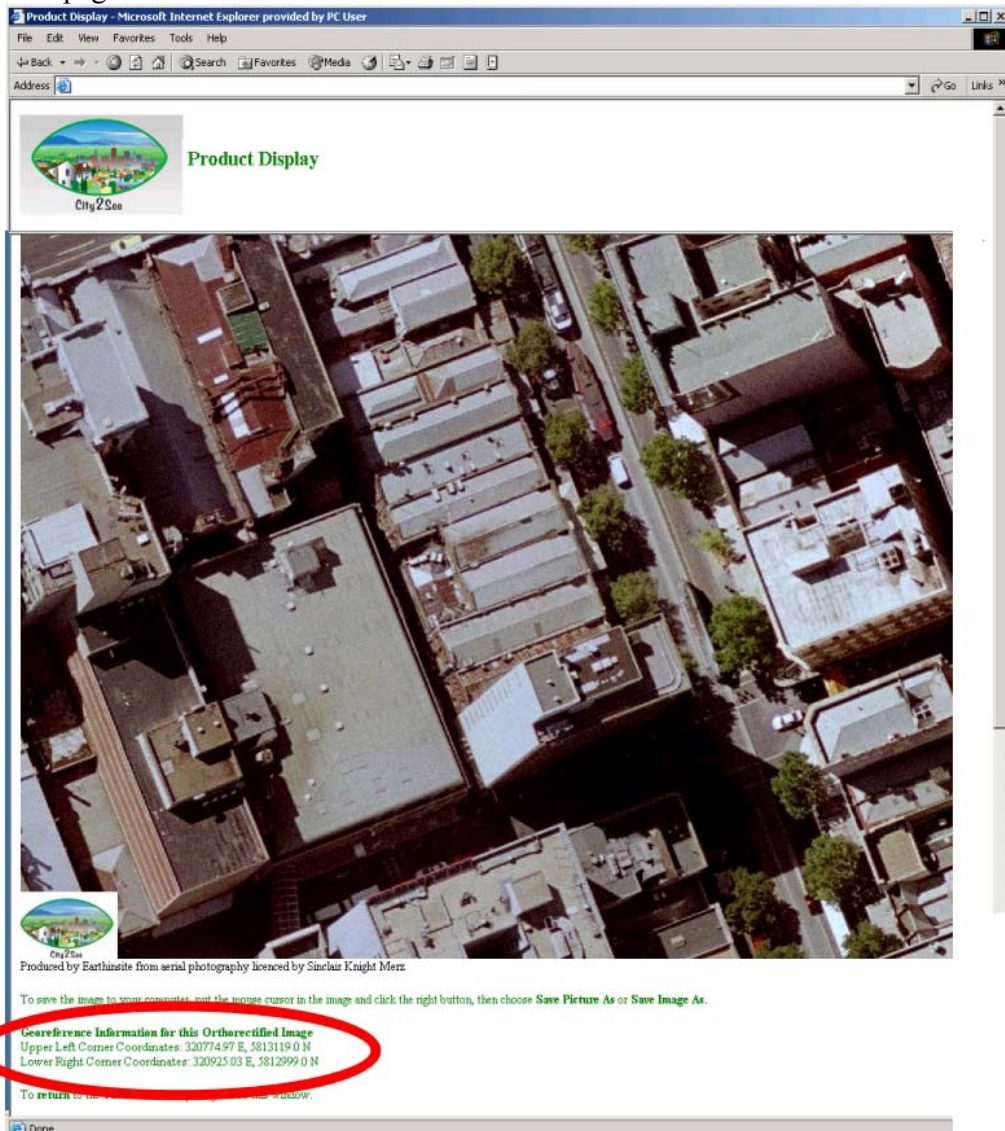 Product Display - Microsoft Internet Explorer provided by PC User
File Edit View Favorites Tools Help
Back Search Favorites Media
Address Go Links »
City2See
Product Display
City2See
Produced by Earthinsite from aerial photography licenced by Sinclair Knight Merz
To save the image to your computer, put the mouse cursor in the image and click the right button, then choose Save Picture As or Save Image As.
Georeference Information for this Orthorectified Image
Upper Left Corner Coordinates: 320774.97 E, 5813119.0 N
Lower Right Corner Coordinates: 320925.03 E, 5812999.0 N
To return to the this window.
Done